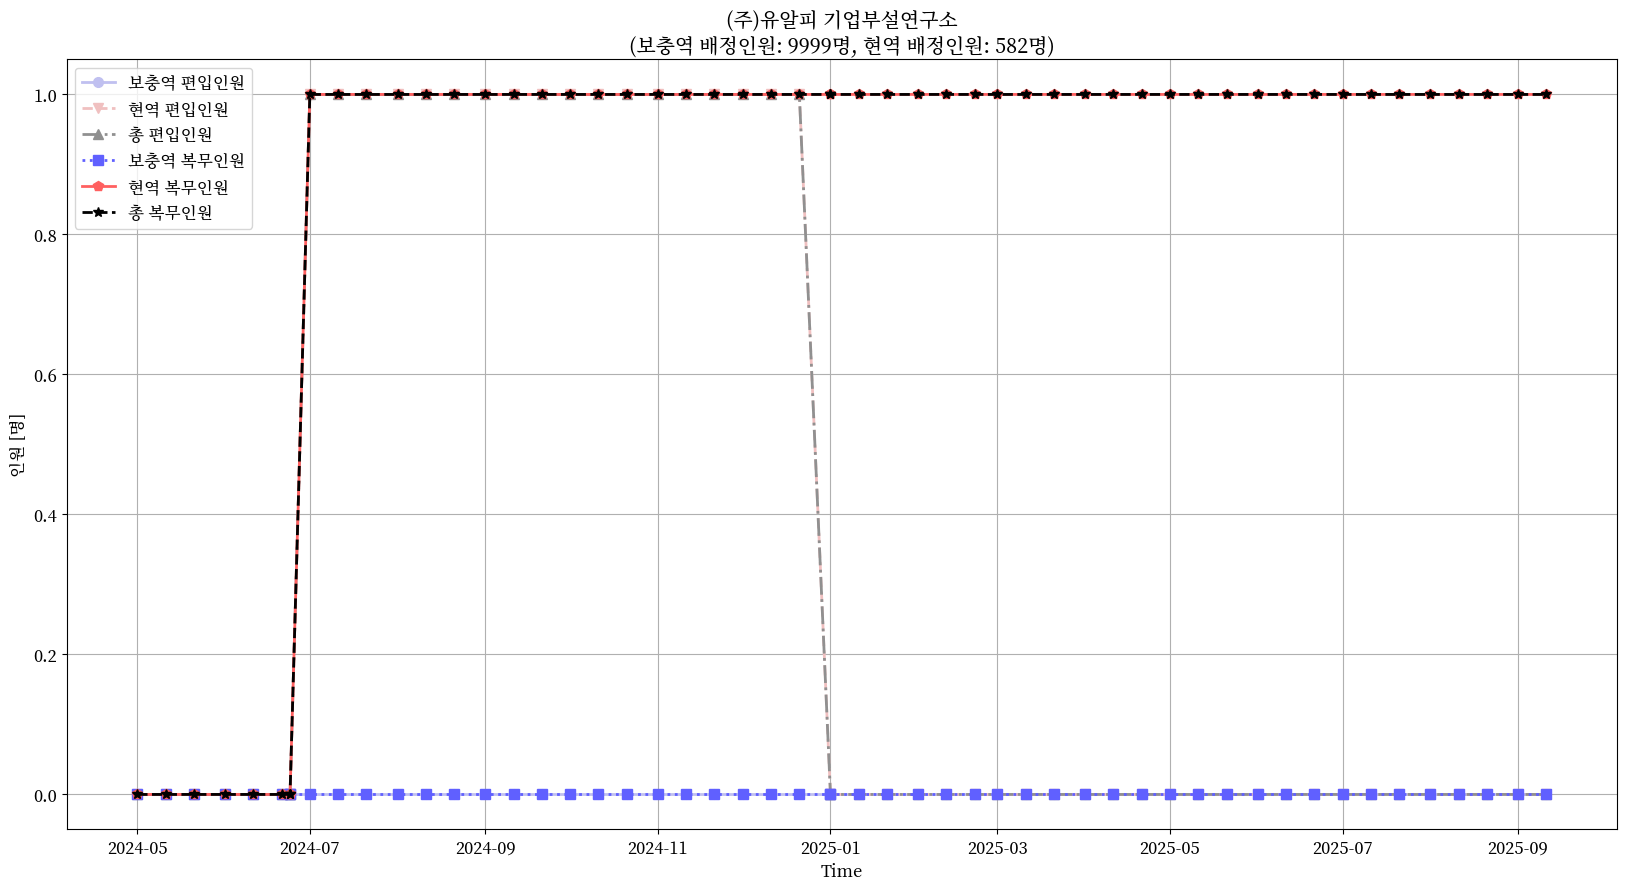 (주)유알피 기업부설연구소
(보충역 배정인원: 9999명, 현역 배정인원: 582명)
보충역 편입인원
현역 편입인원
총 편입인원
보충역 복무인원
현역 복무인원
총 복무인원
1.0
0.8
0.6
0.4
0.2
0.0
인원 [명]
2024-05
2024-07
2024-09
2024-11
2025-01
2025-03
2025-05
2025-07
2025-09
Time